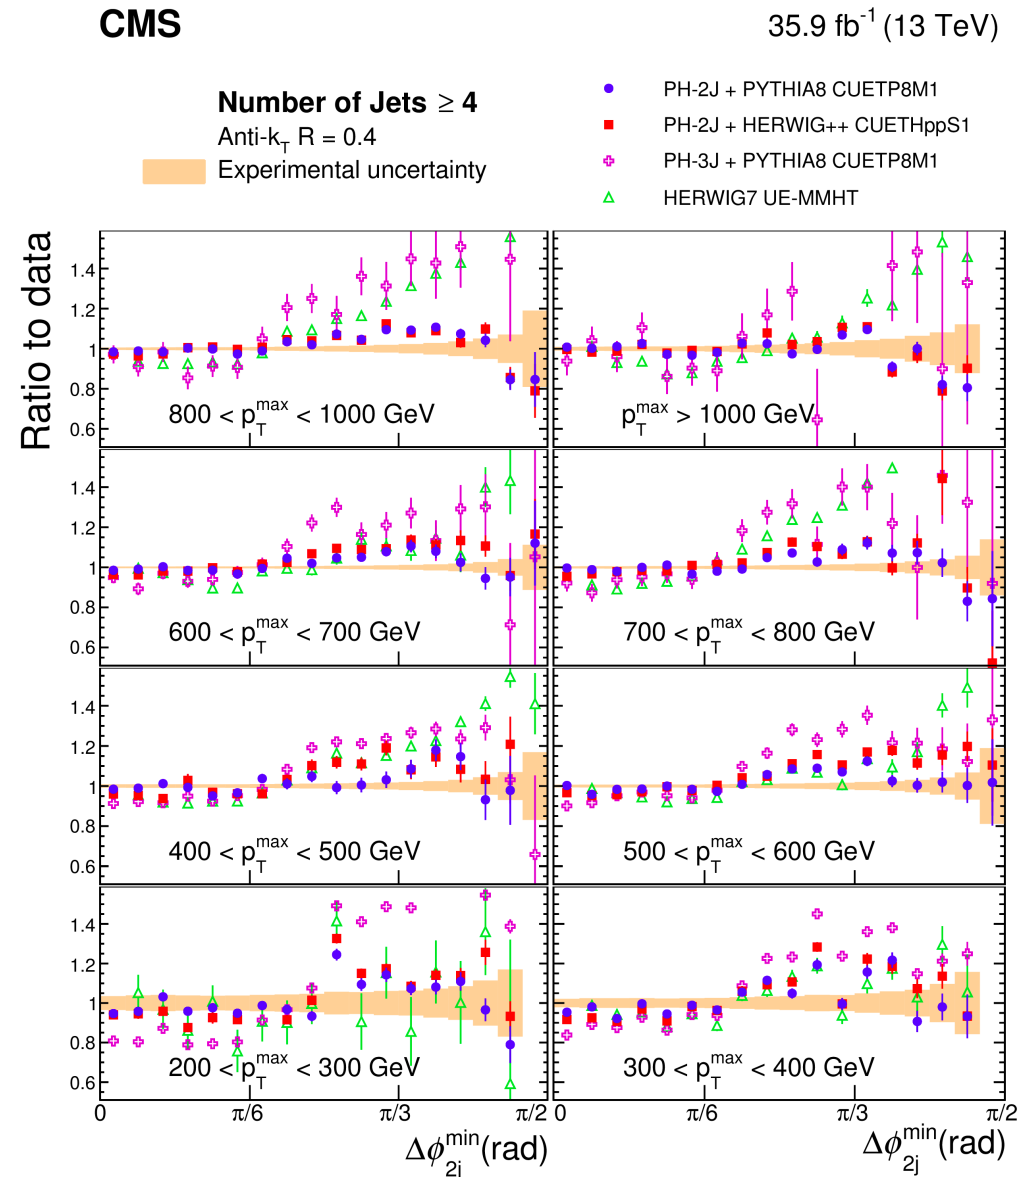 CMS 35.9 fb⁻¹ (13 TeV)
Number of Jets ≥ 4
Anti-k_T R = 0.4
Experimental uncertainty
PH-2J + PYTHIA8 CUETP8M1
PH-2J + HERWIG++ CUETHppS1
PH-3J + PYTHIA8 CUETP8M1
HERWIG7 UE-MMHT
Ratio to data
1.4
1.2
1
0.8
0.6
800 < p_T^max < 1000 GeV
p_T^max > 1000 GeV
1.4
1.2
1
0.8
0.6
600 < p_T^max < 700 GeV
700 < p_T^max < 800 GeV
1.4
1.2
1
0.8
0.6
400 < p_T^max < 500 GeV
500 < p_T^max < 600 GeV
1.4
1.2
1
0.8
0.6
200 < p_T^max < 300 GeV
300 < p_T^max < 400 GeV
0 π/6 π/3 π/2 0 π/6 π/3 π/2
Δϕ_2j^min (rad) Δϕ_2j^min (rad)